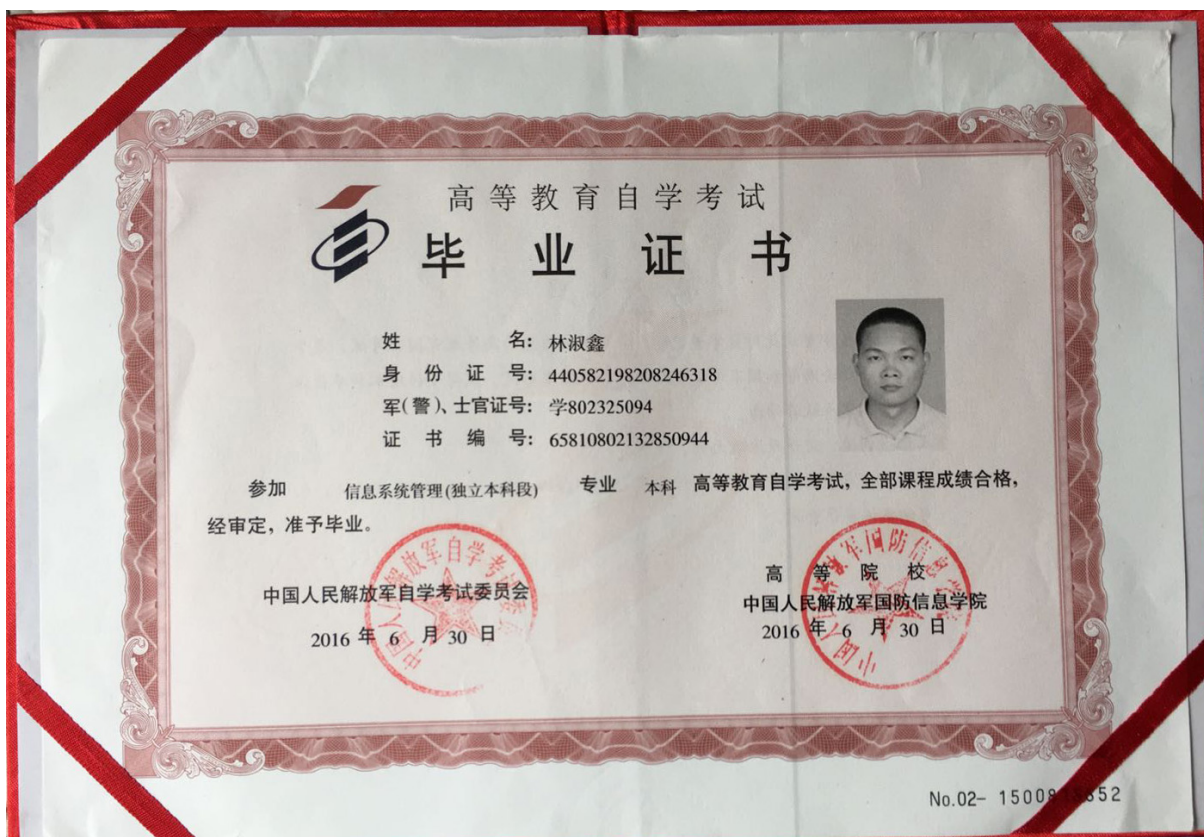 高等教育自学考试
毕业证书
姓名：林淑鑫
身份证号：440582198208246318
军(警)、士官证号：学802325094
证书编号：65810802132850944
参加 信息系统管理(独立本科段) 专业 本科 高等教育自学考试，全部课程成绩合格，
经审定，准予毕业。
中国人民解放军自学考试委员会
2016 年 6 月 30 日
高等院校
中国人民解放军国防信息学院
2016 年 6 月 30 日
No.02-